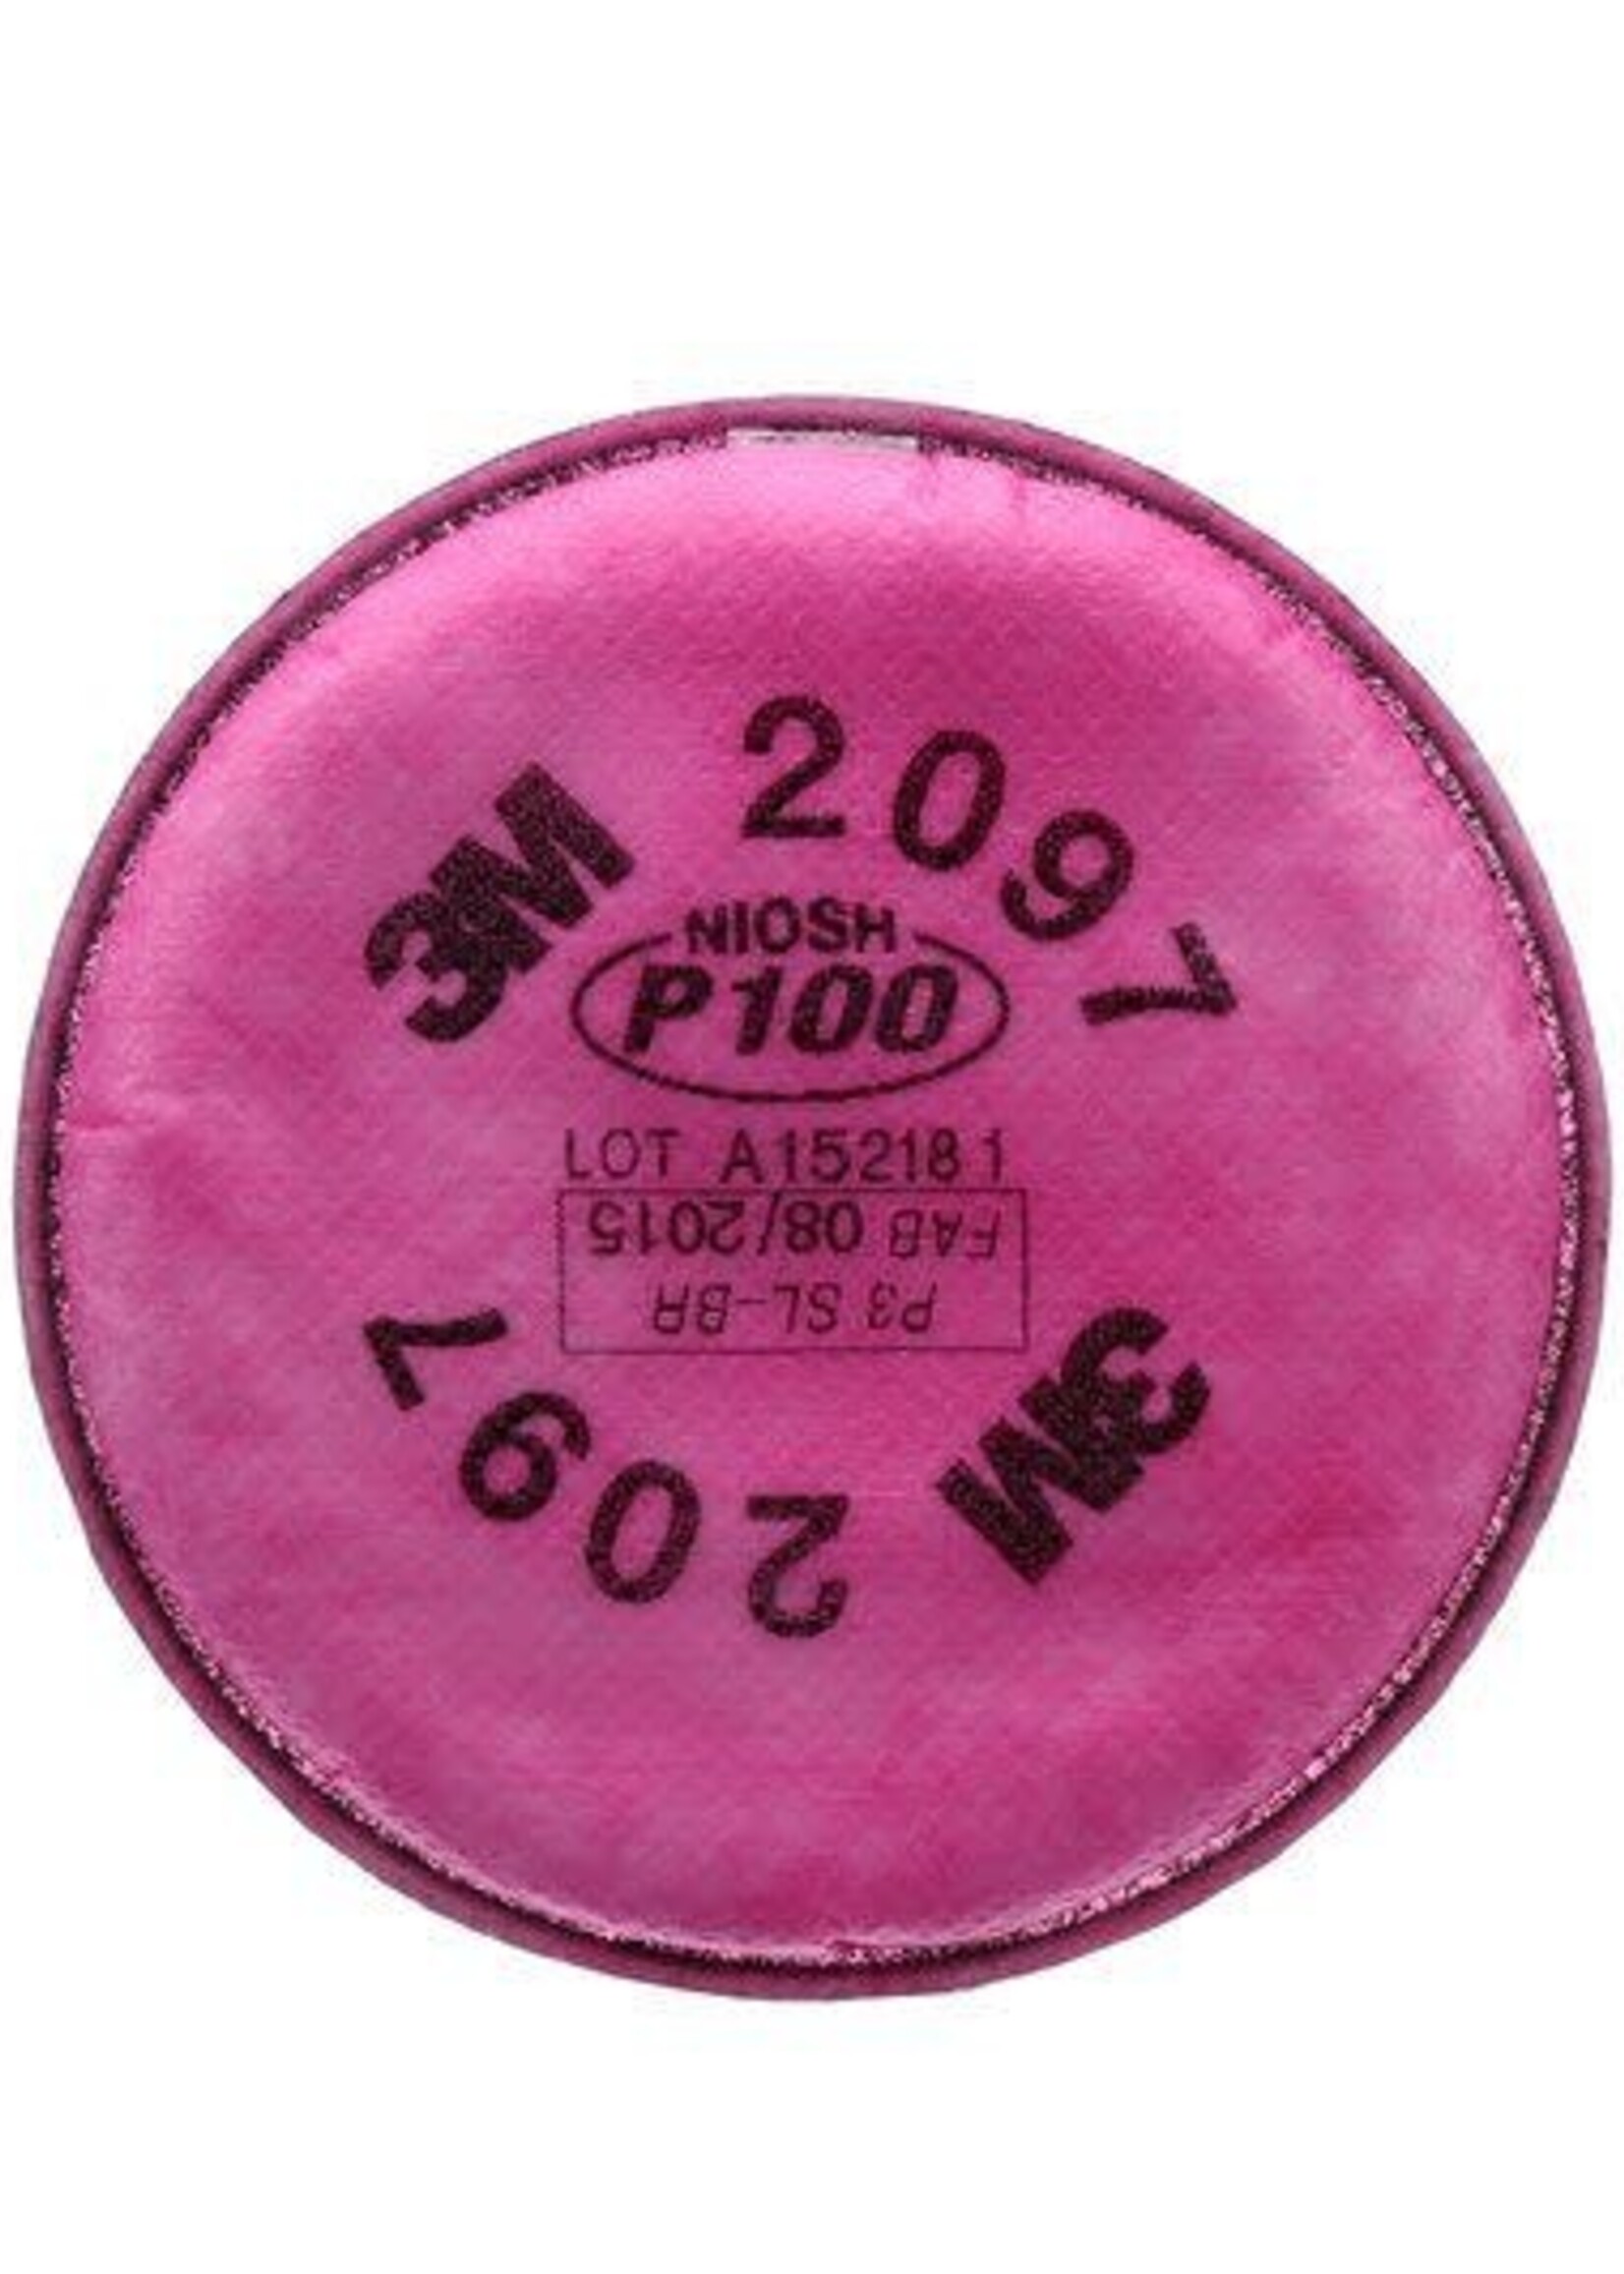 3M 2097
NIOSH
P100
LOT A152181
FAB 08/2015
P3 SL-BR
3M 2097